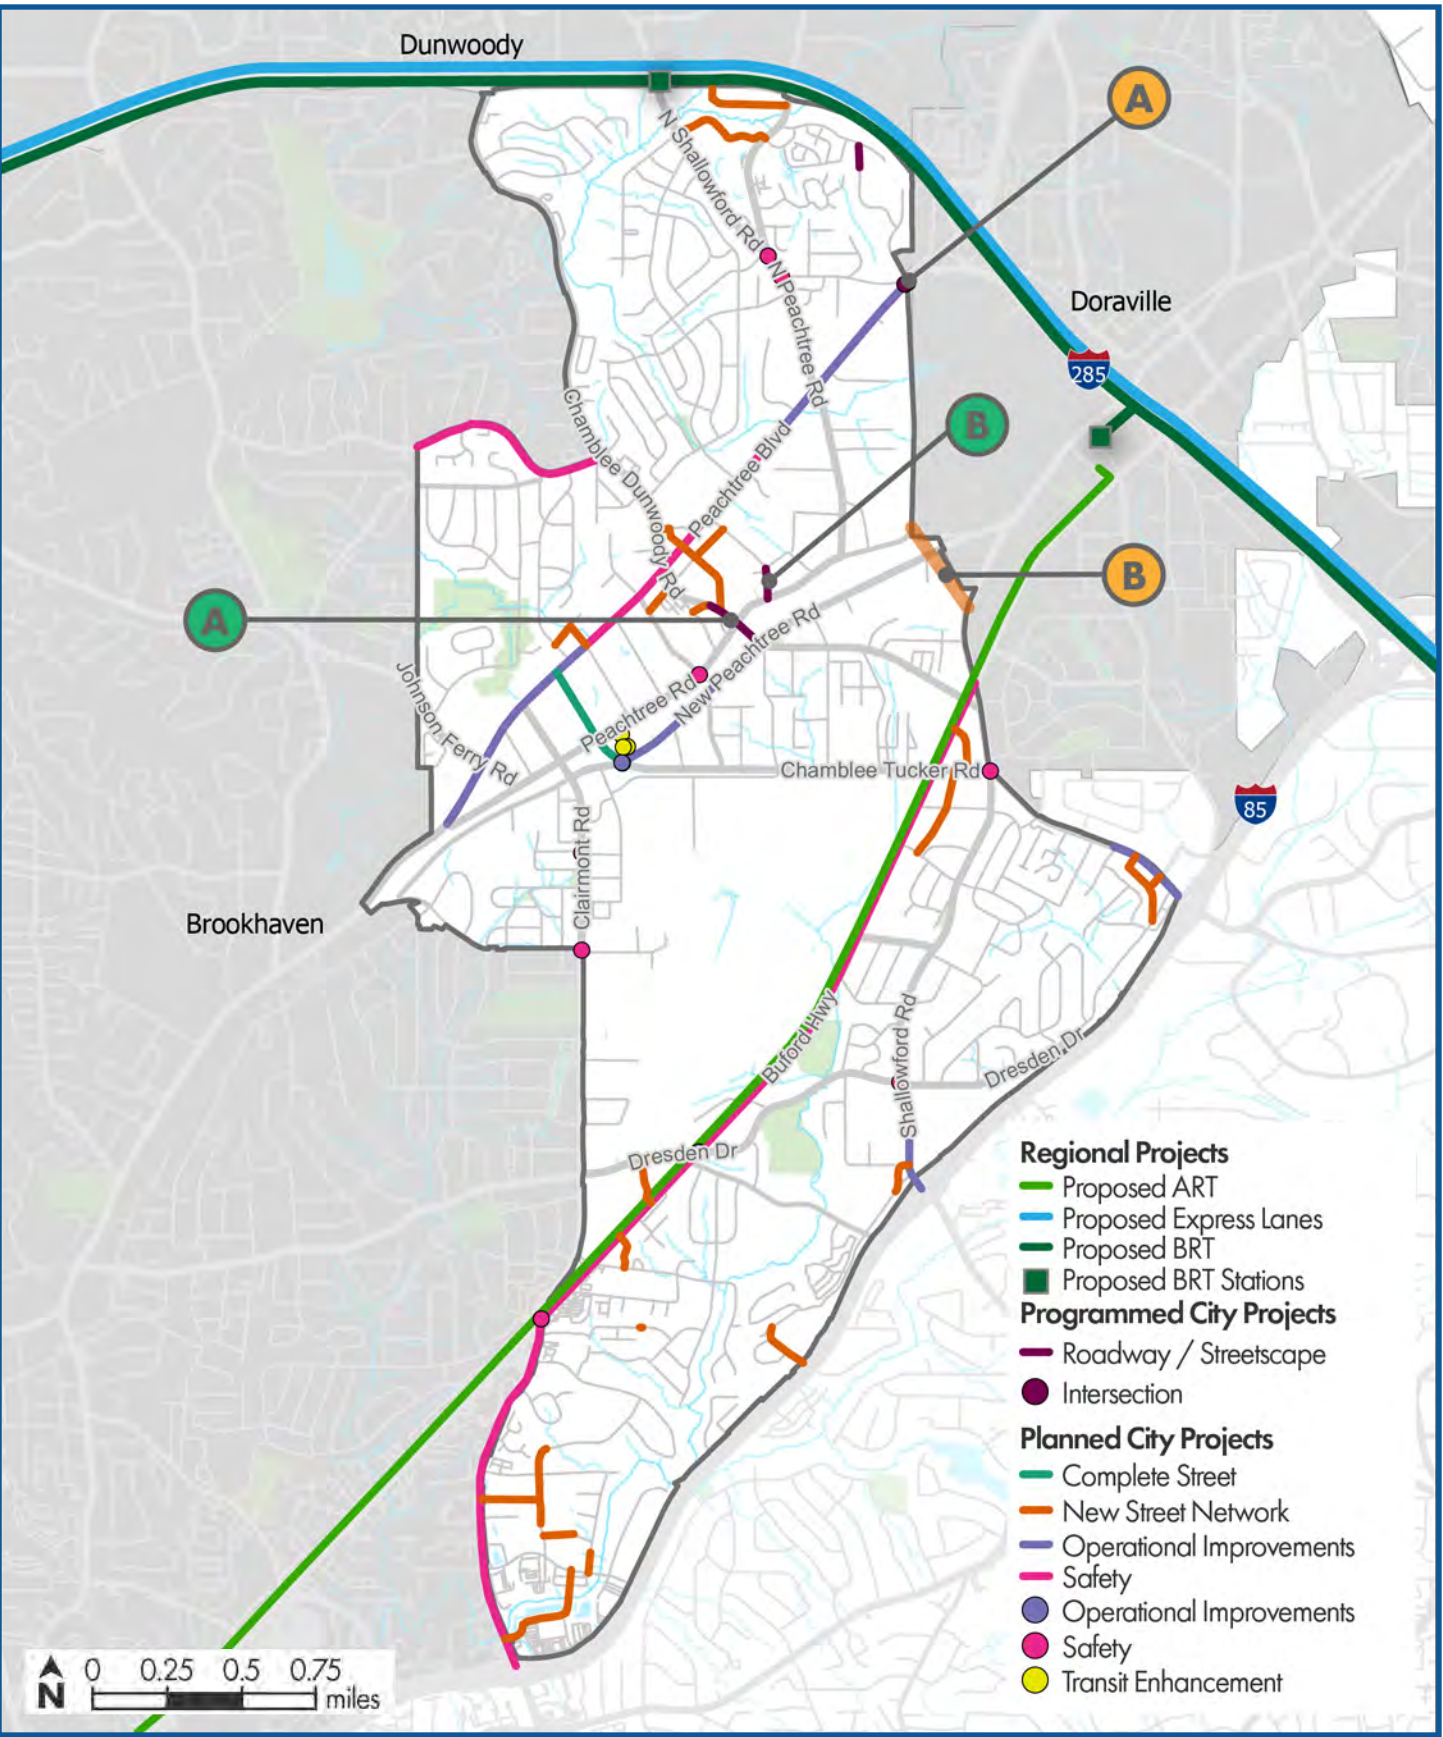 Dunwoody
A
N Shallowford Rd
Doraville
N Peachtree Rd
285
B
Chamblee Dunwoody Rd
Peachtree Blvd
B
A
Peachtree Rd
New Peachtree Rd
Johnson Ferry Rd
Chamblee Tucker Rd
85
Clairmont Rd
Brookhaven
Buford Hwy
Shallowford Rd
Dresden Dr
Dresden Dr
Regional Projects
Proposed ART
Proposed Express Lanes
Proposed BRT
Proposed BRT Stations
Programmed City Projects
Roadway / Streetscape
Intersection
Planned City Projects
Complete Street
New Street Network
Operational Improvements
Safety
Operational Improvements
Safety
Transit Enhancement
N
0 0.25 0.5 0.75
miles